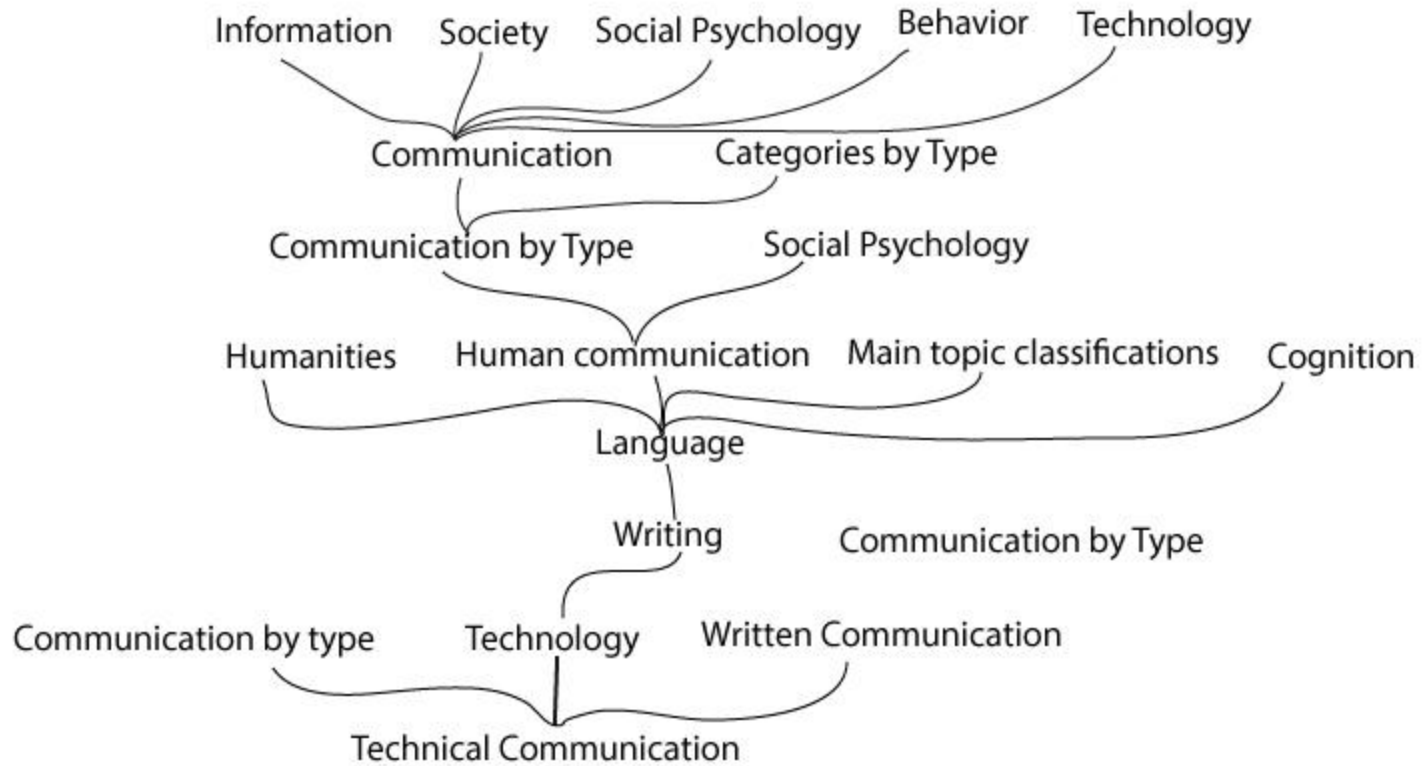 Information Society Social Psychology Behavior Technology
Communication Categories by Type
Communication by Type Social Psychology
Humanities Human communication Main topic classifications Cognition
Language
Writing Communication by Type
Communication by type Technology Written Communication
Technical Communication